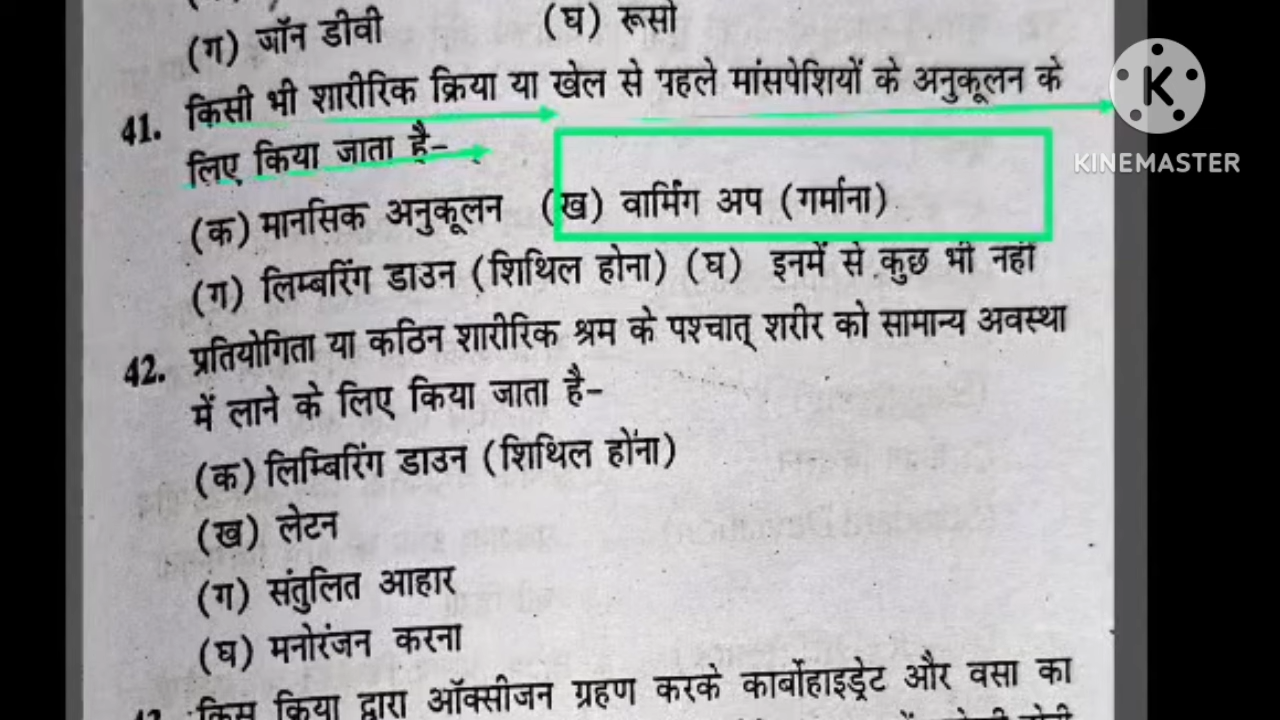 (ग) जॉन डीवी (घ) रूसो
41. किसी भी शारीरिक क्रिया या खेल से पहले मांसपेशियों के अनुकूलन के
लिए किया जाता है-
(क) मानसिक अनुकूलन (ख) वार्मिंग अप (गर्माना)
(ग) लिम्बरिंग डाउन (शिथिल होना) (घ) इनमें से कुछ भी नहीं
42. प्रतियोगिता या कठिन शारीरिक श्रम के पश्चात् शरीर को सामान्य अवस्था
में लाने के लिए किया जाता है-
(क) लिम्बिरिंग डाउन (शिथिल होना)
(ख) लेटन
(ग) संतुलित आहार
(घ) मनोरंजन करना
किस क्रिया द्वारा ऑक्सीजन ग्रहण करके कार्बोहाइड्रेट और वसा का
K
KINEMASTER